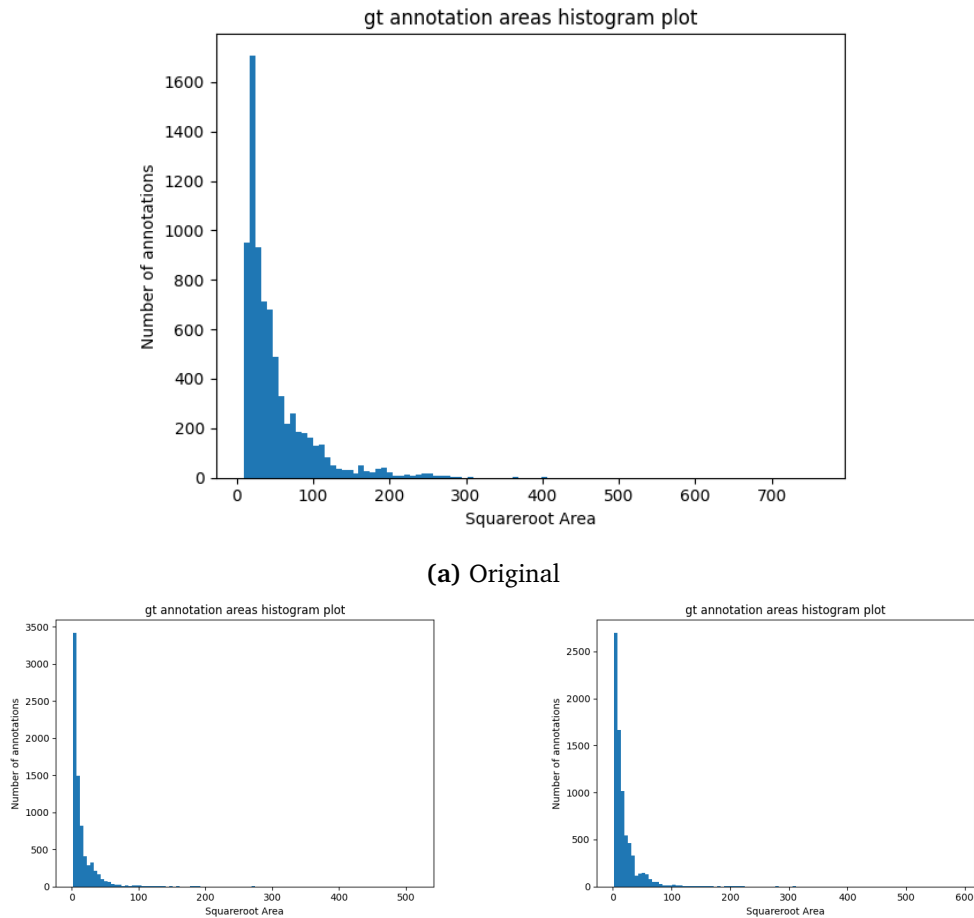 gt annotation areas histogram plot
1600
1400
1200
1000
800
600
400
200
0
Number of annotations
0 100 200 300 400 500 600 700
Squareroot Area
(a) Original
gt annotation areas histogram plot
3500
3000
2500
2000
1500
1000
500
0
Number of annotations
0 100 200 300 400 500
Squareroot Area
gt annotation areas histogram plot
2500
2000
1500
1000
500
0
Number of annotations
0 100 200 300 400 500 600
Squareroot Area